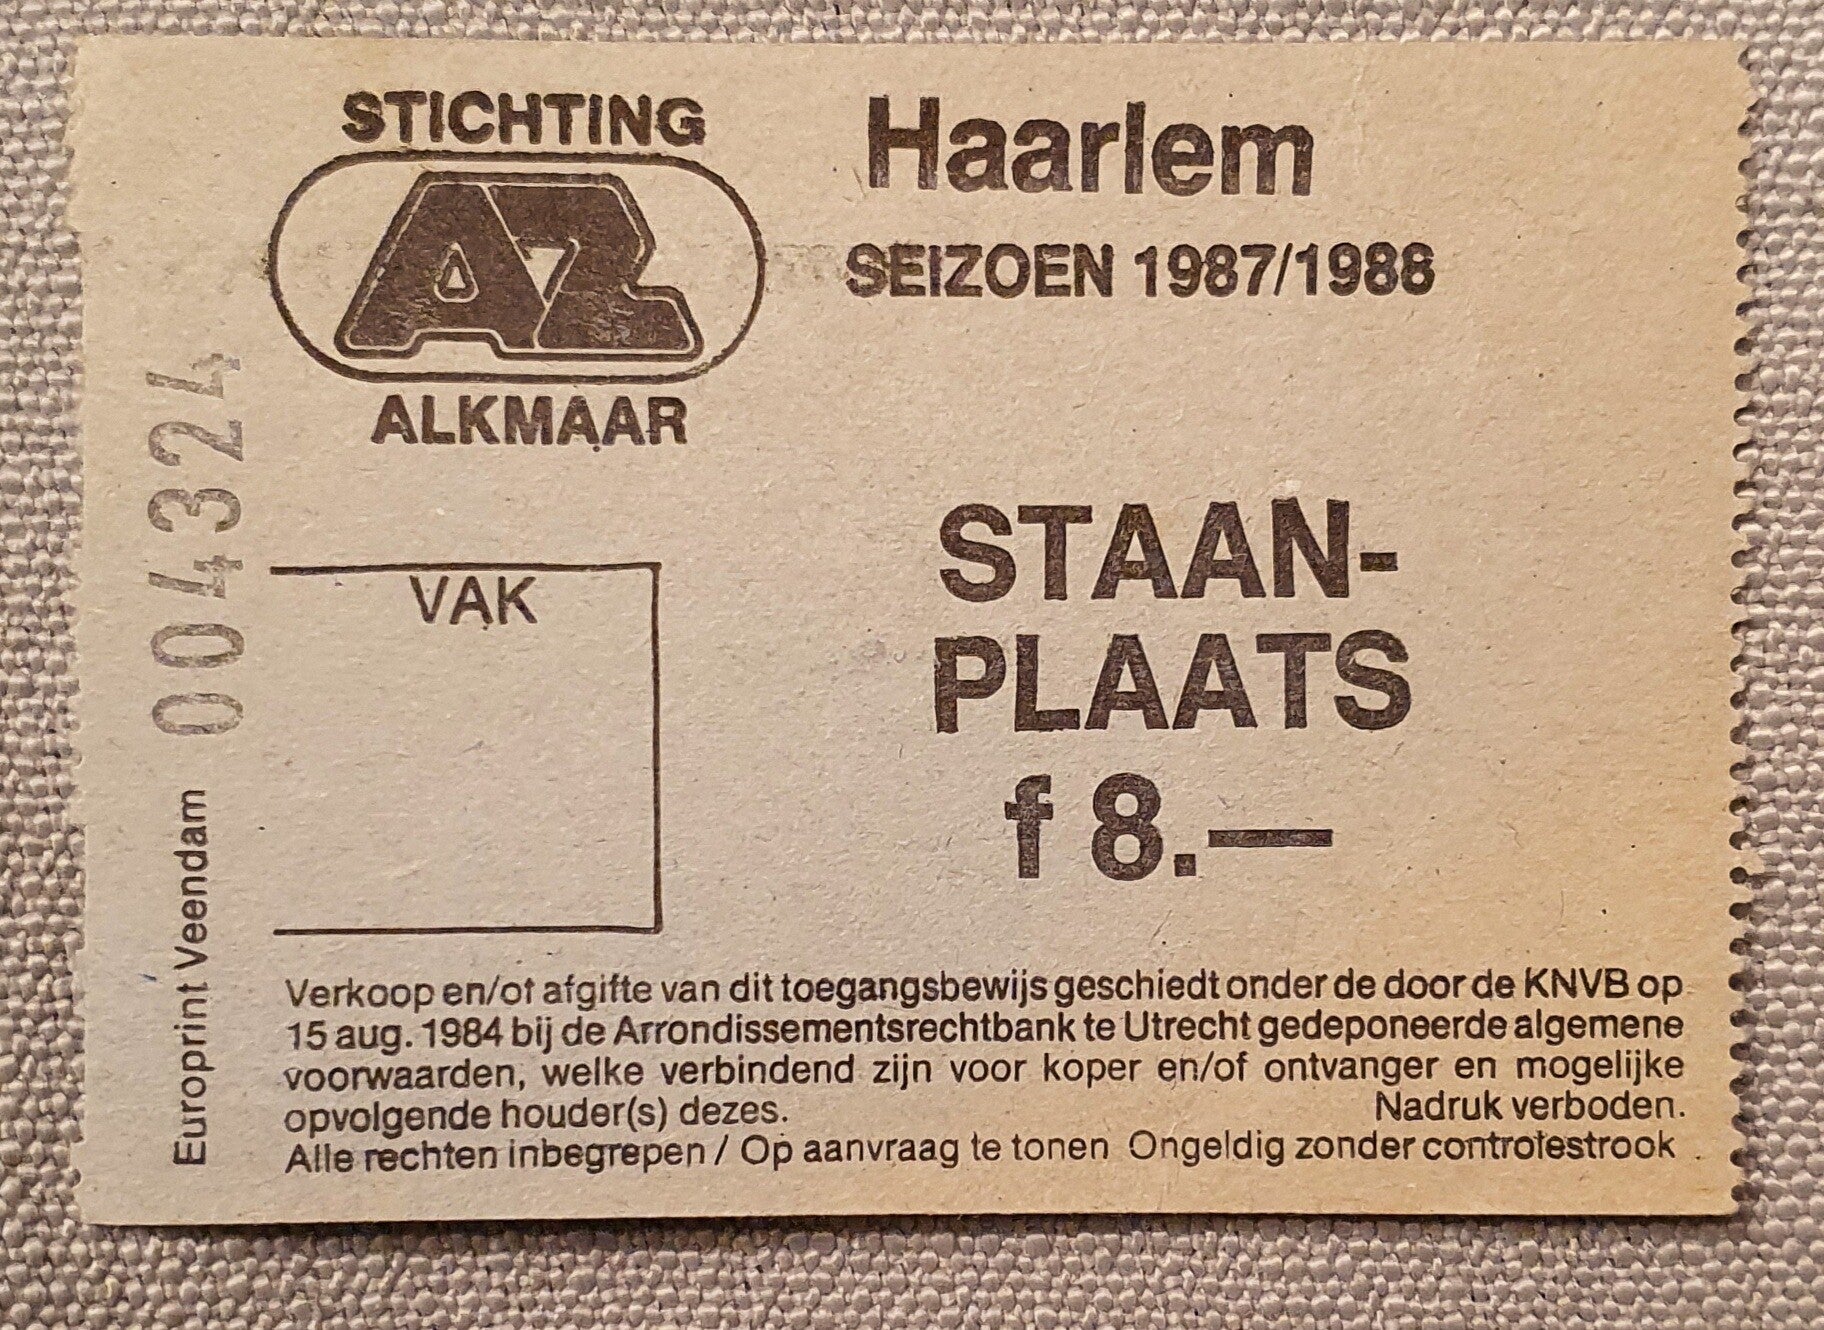 STICHTING
AZ
ALKMAAR
Haarlem
SEIZOEN 1987/1988
004324
VAK
STAAN-
PLAATS
f 8.—
Europrint Veendam
Verkoop en/of afgifte van dit toegangsbewijs geschiedt onder de door de KNVB op
15 aug. 1984 bij de Arrondissementsrechtbank te Utrecht gedeponeerde algemene
voorwaarden, welke verbindend zijn voor koper en/of ontvanger en mogelijke
opvolgende houder(s) dezes. Nadruk verboden.
Alle rechten inbegrepen / Op aanvraag te tonen Ongeldig zonder controlestrook .